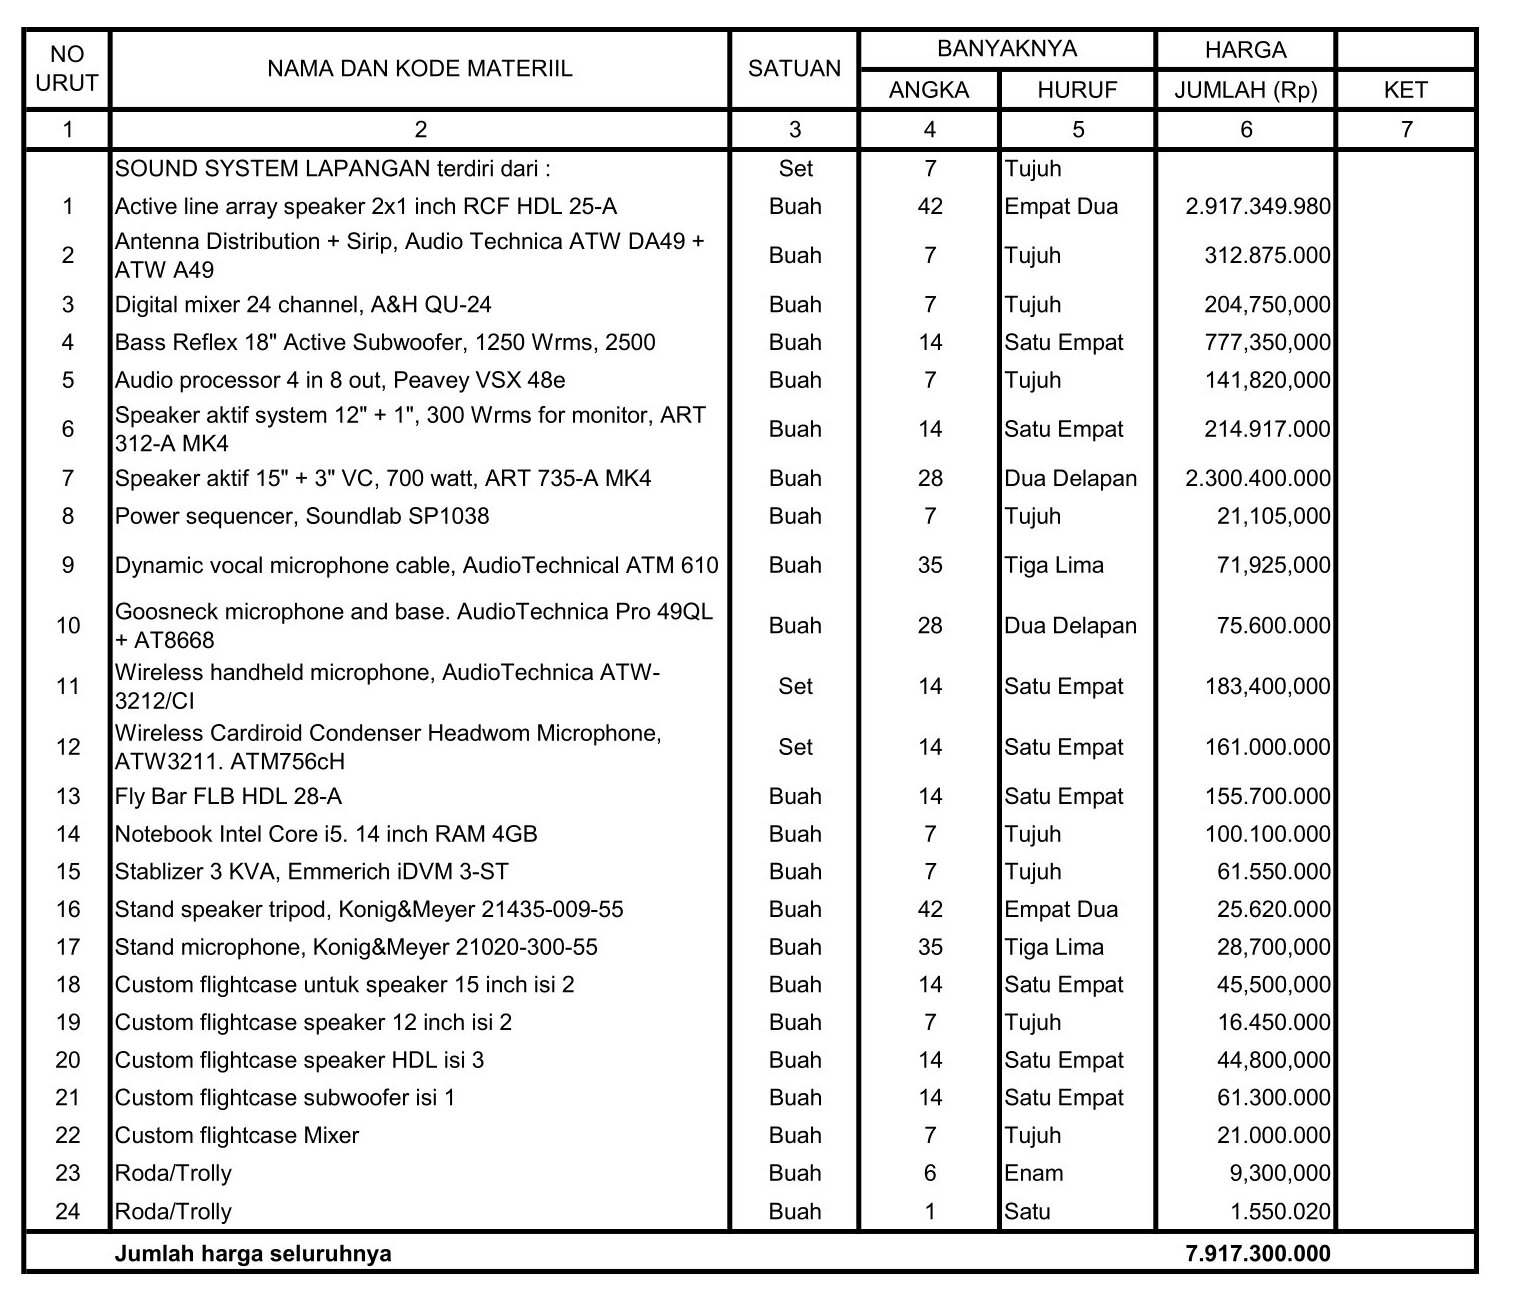 NO URUT NAMA DAN KODE MATERIIL SATUAN BANYAKNYA HARGA
ANGKA HURUF JUMLAH (Rp) KET
1 2 3 4 5 6 7
SOUND SYSTEM LAPANGAN terdiri dari : Set 7 Tujuh
1 Active line array speaker 2x1 inch RCF HDL 25-A Buah 42 Empat Dua 2.917.349.980
2 Antenna Distribution + Sirip, Audio Technica ATW DA49 +
ATW A49 Buah 7 Tujuh 312.875.000
3 Digital mixer 24 channel, A&H QU-24 Buah 7 Tujuh 204,750,000
4 Bass Reflex 18" Active Subwoofer, 1250 Wrms, 2500 Buah 14 Satu Empat 777,350,000
5 Audio processor 4 in 8 out, Peavey VSX 48e Buah 7 Tujuh 141,820,000
6 Speaker aktif system 12" + 1", 300 Wrms for monitor, ART
312-A MK4 Buah 14 Satu Empat 214.917.000
7 Speaker aktif 15" + 3" VC, 700 watt, ART 735-A MK4 Buah 28 Dua Delapan 2.300.400.000
8 Power sequencer, Soundlab SP1038 Buah 7 Tujuh 21,105,000
9 Dynamic vocal microphone cable, AudioTechnical ATM 610 Buah 35 Tiga Lima 71,925,000
10 Goosneck microphone and base. AudioTechnica Pro 49QL
+ AT8668 Buah 28 Dua Delapan 75.600.000
11 Wireless handheld microphone, AudioTechnica ATW-
3212/CI Set 14 Satu Empat 183,400,000
12 Wireless Cardiroid Condenser Headwom Microphone,
ATW3211. ATM756cH Set 14 Satu Empat 161.000.000
13 Fly Bar FLB HDL 28-A Buah 14 Satu Empat 155.700.000
14 Notebook Intel Core i5. 14 inch RAM 4GB Buah 7 Tujuh 100.100.000
15 Stablizer 3 KVA, Emmerich iDVM 3-ST Buah 7 Tujuh 61.550.000
16 Stand speaker tripod, Konig&Meyer 21435-009-55 Buah 42 Empat Dua 25.620.000
17 Stand microphone, Konig&Meyer 21020-300-55 Buah 35 Tiga Lima 28,700,000
18 Custom flightcase untuk speaker 15 inch isi 2 Buah 14 Satu Empat 45,500,000
19 Custom flightcase speaker 12 inch isi 2 Buah 7 Tujuh 16.450.000
20 Custom flightcase speaker HDL isi 3 Buah 14 Satu Empat 44,800,000
21 Custom flightcase subwoofer isi 1 Buah 14 Satu Empat 61.300.000
22 Custom flightcase Mixer Buah 7 Tujuh 21.000.000
23 Roda/Trolly Buah 6 Enam 9,300,000
24 Roda/Trolly Buah 1 Satu 1.550.020
Jumlah harga seluruhnya 7.917.300.000